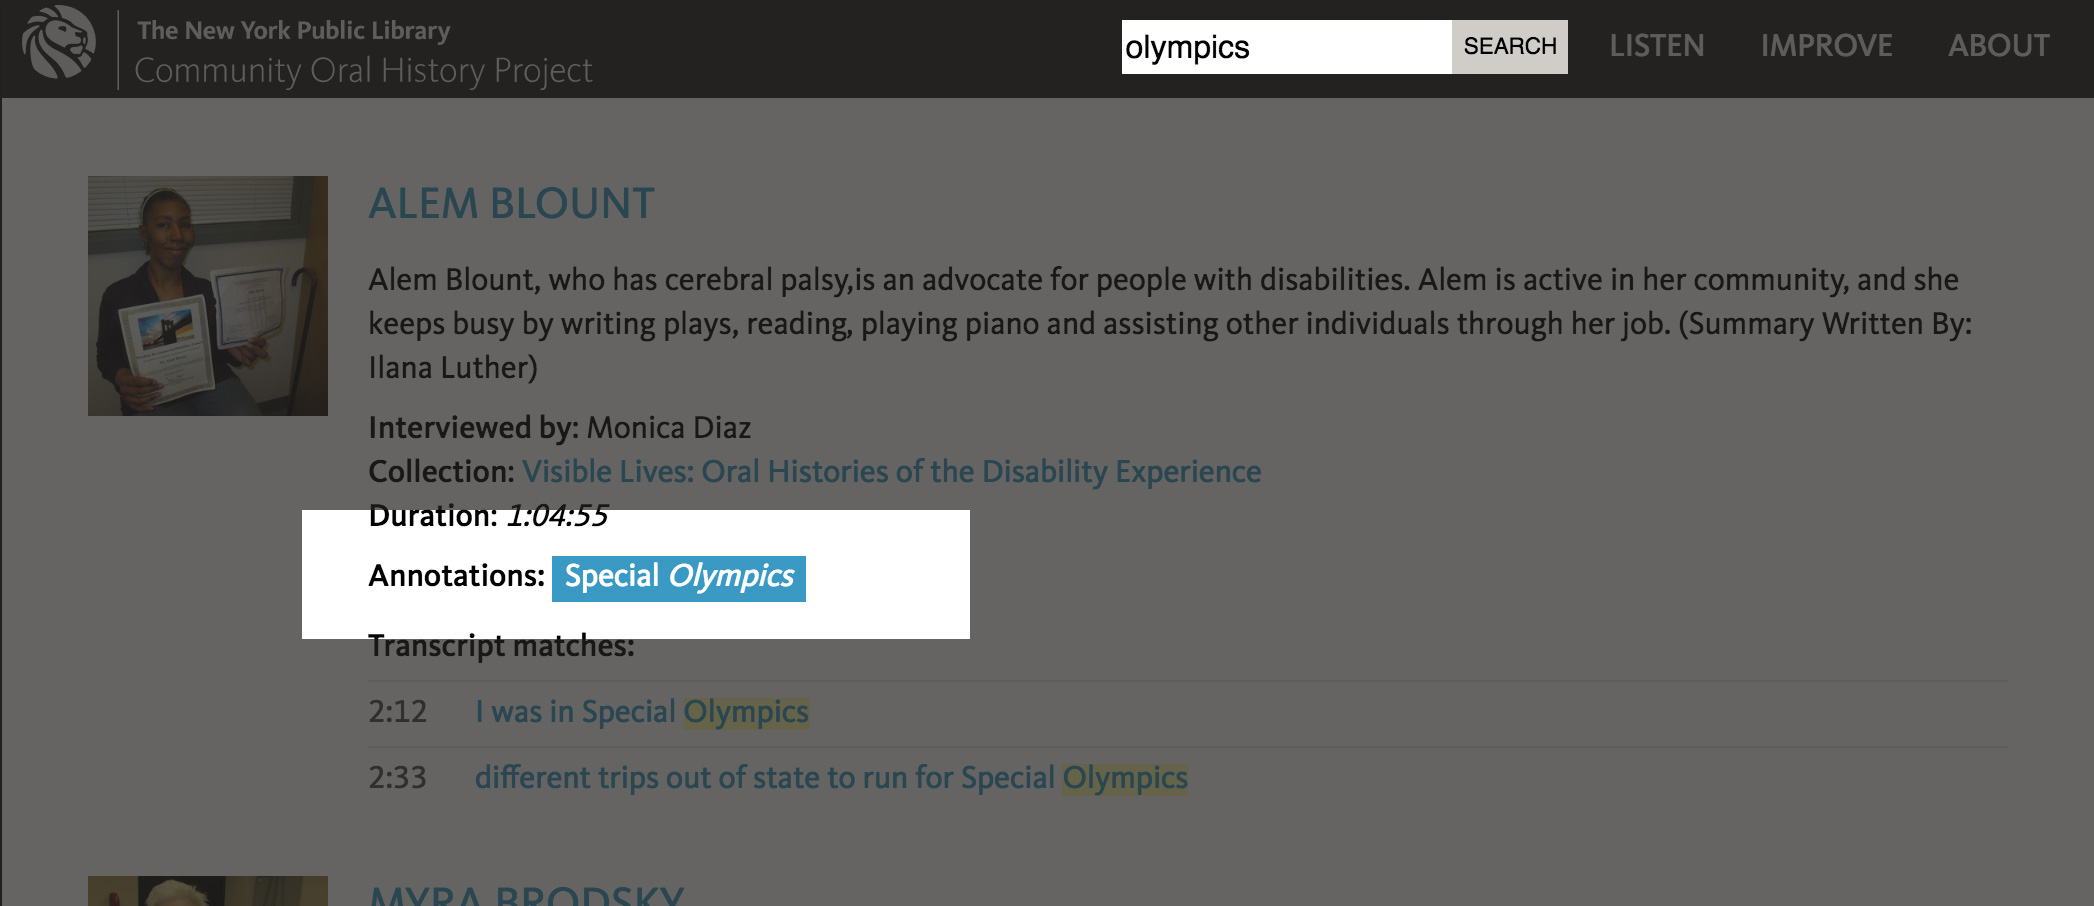 The New York Public Library
Community Oral History Project
olympics SEARCH LISTEN IMPROVE ABOUT
ALEM BLOUNT
Alem Blount, who has cerebral palsy,is an advocate for people with disabilities. Alem is active in her community, and she
keeps busy by writing plays, reading, playing piano and assisting other individuals through her job. (Summary Written By:
Ilana Luther)
Interviewed by: Monica Diaz
Collection: Visible Lives: Oral Histories of the Disability Experience
Duration: 1:04:55
Annotations: Special Olympics
Transcript matches:
2:12 I was in Special Olympics
2:33 different trips out of state to run for Special Olympics
MYRA BRODSKY